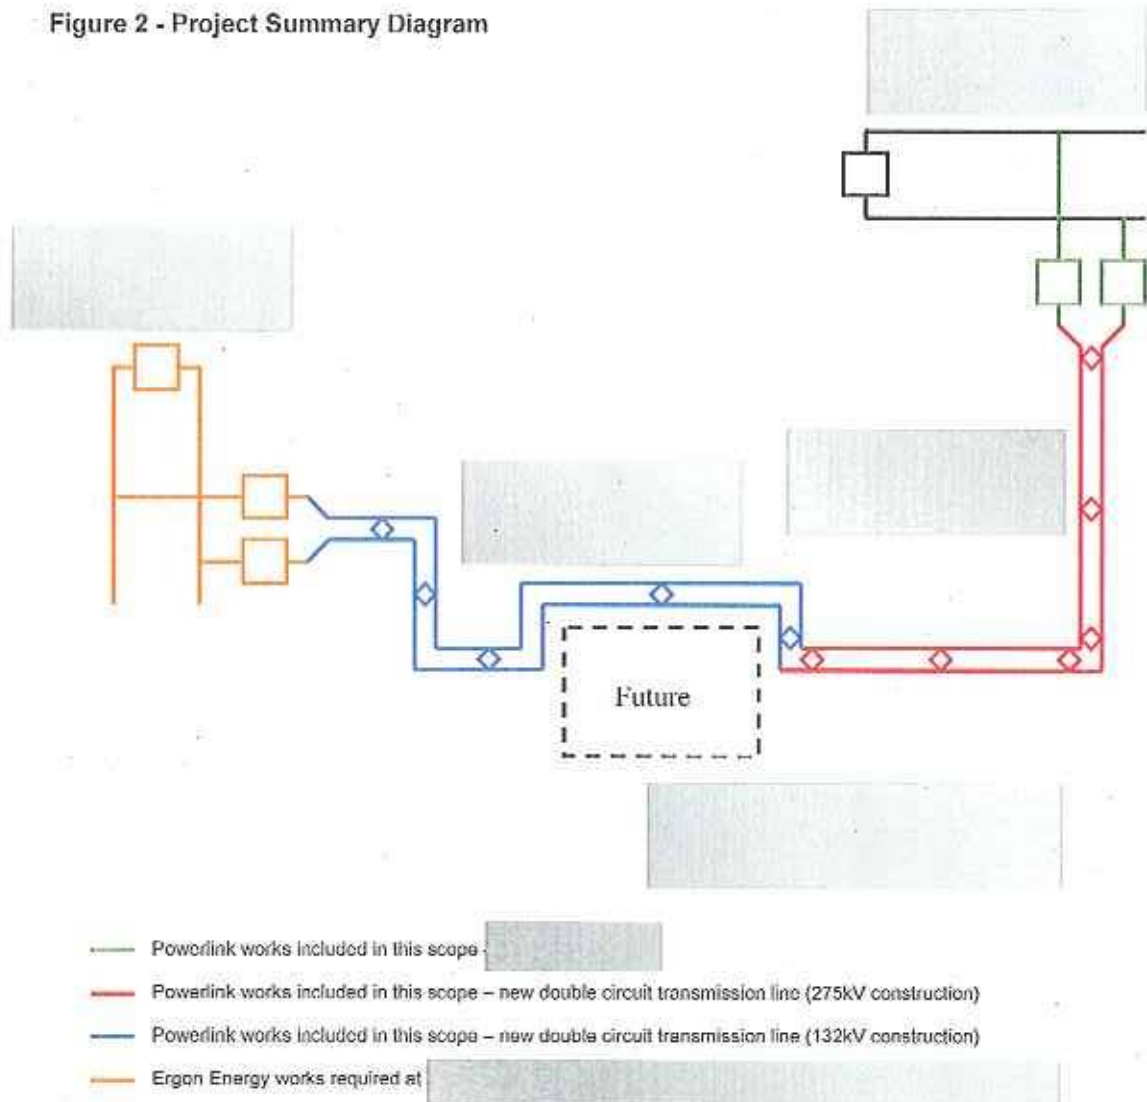 Figure 2 - Project Summary Diagram
Future
Powerlink works included in this scope -
Powerlink works included in this scope – new double circuit transmission line (275kV construction)
Powerlink works included in this scope – new double circuit transmission line (132kV construction)
Ergon Energy works required at